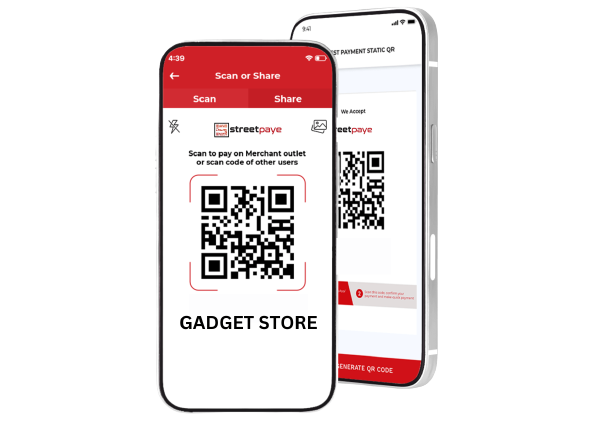 4:39
Scan or Share
Scan
Share
streetpaye
Scan to pay on Merchant outlet
or scan code of other users
GADGET STORE
9:41
PAYMENT STATIC QR
We Accept
etpaye
2
Scan this code, confirm your
payment and make quick payment
GENERATE QR CODE